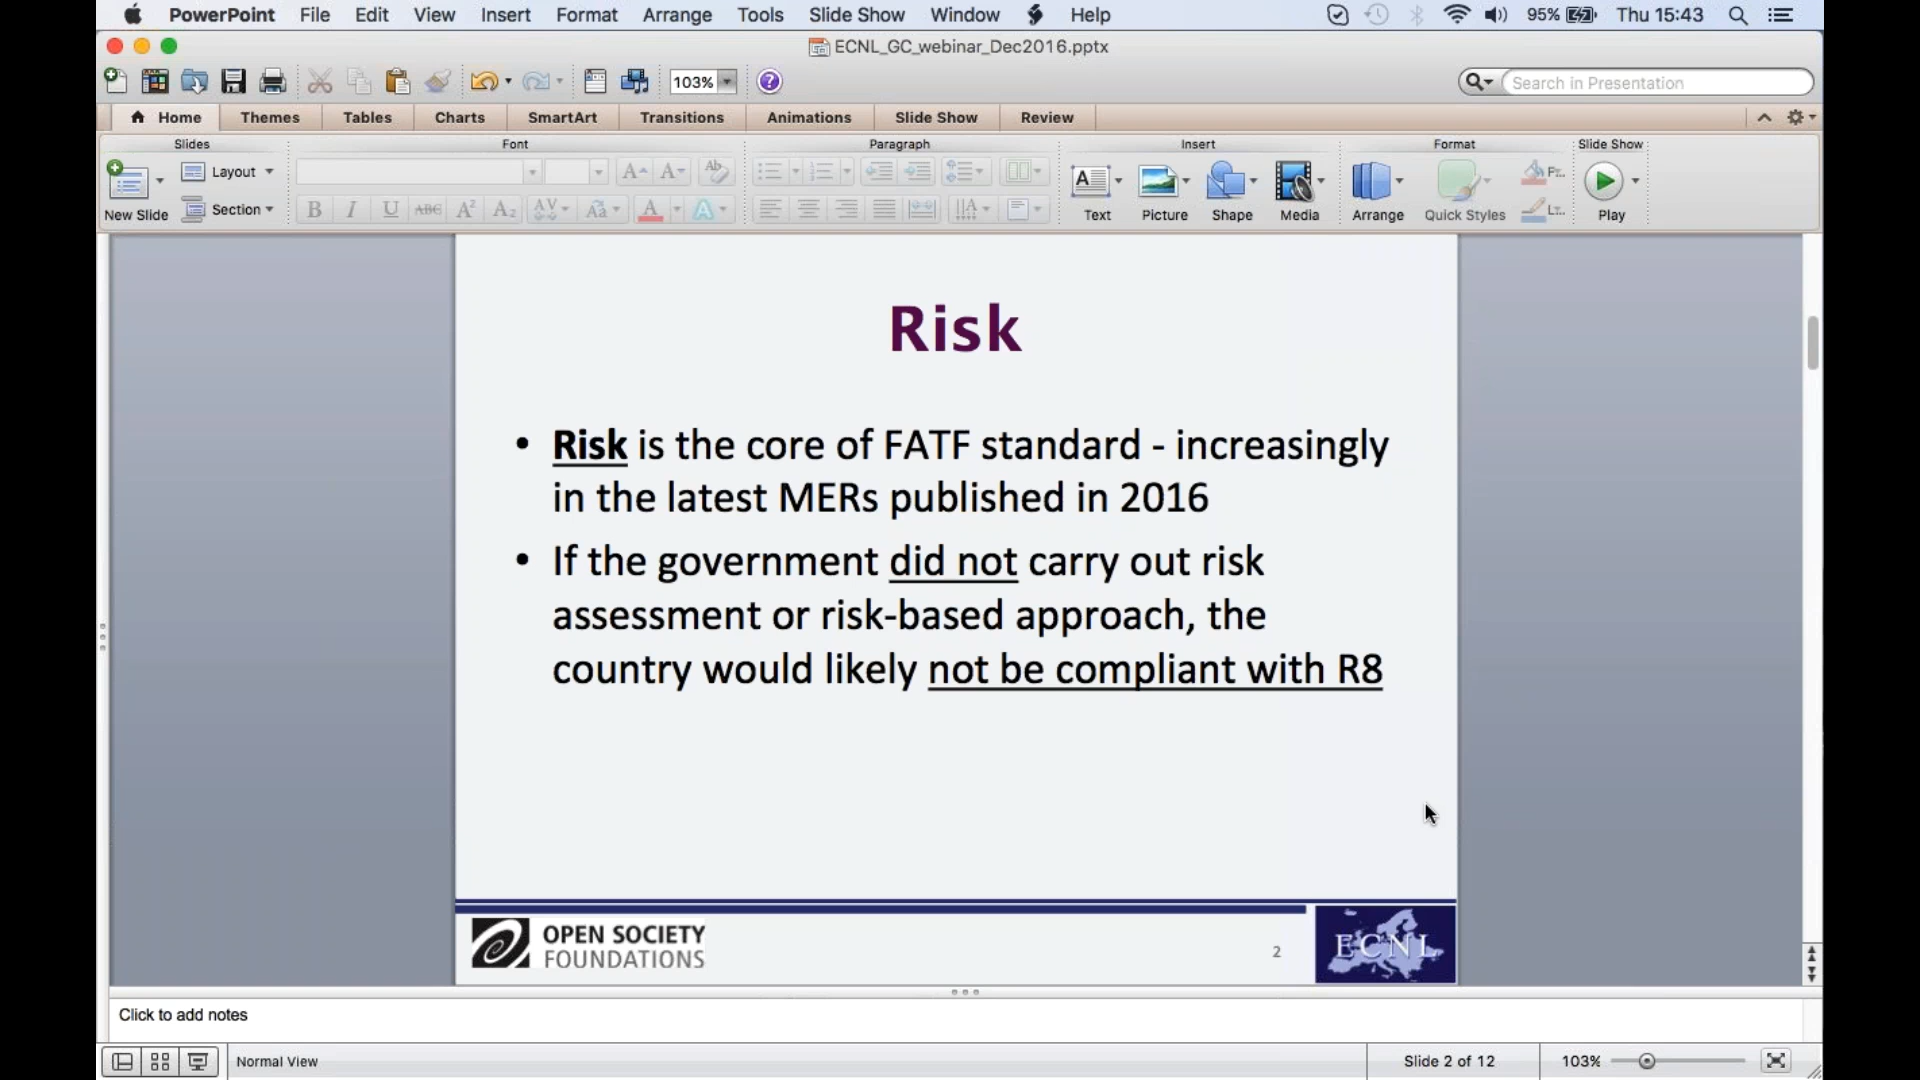 PowerPoint File Edit View Insert Format Arrange Tools Slide Show Window Help 95% Thu 15:43
ECNL_GC_webinar_Dec2016.pptx
103% Search in Presentation
Home Themes Tables Charts SmartArt Transitions Animations Slide Show Review
Slides Font Paragraph Insert Format Slide Show
New Slide Layout Section
B I U ABC A² A₂ AV Aa A A
Text Picture Shape Media Arrange Quick Styles Play
Risk
• Risk is the core of FATF standard - increasingly
in the latest MERs published in 2016
• If the government did not carry out risk
assessment or risk-based approach, the
country would likely not be compliant with R8
OPEN SOCIETY
FOUNDATIONS
2
ECNL
Click to add notes
Normal View Slide 2 of 12 103%